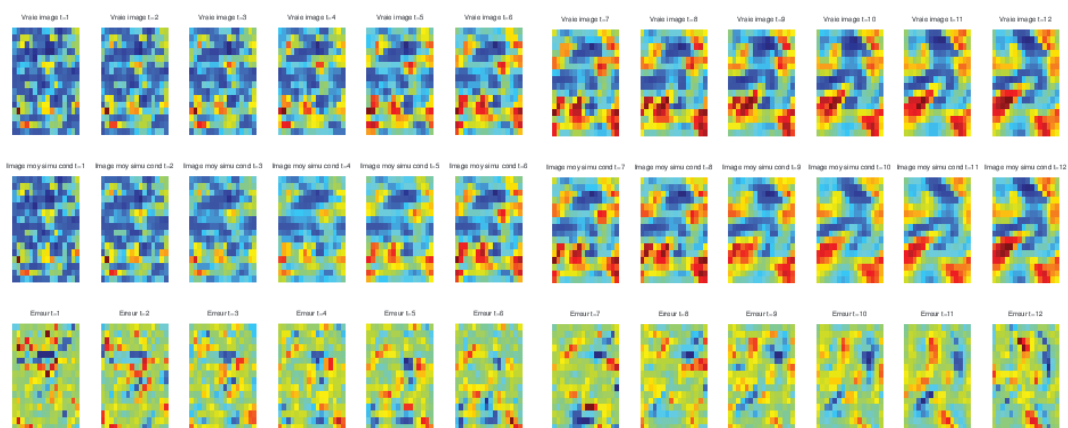 Vraie image t=1 Vraie image t=2 Vraie image t=3 Vraie image t=4 Vraie image t=5 Vraie image t=6 Vraie image t=7 Vraie image t=8 Vraie image t=9 Vraie image t=10 Vraie image t=11 Vraie image t=12
Image moy simu cond t=1 Image moy simu cond t=2 Image moy simu cond t=3 Image moy simu cond t=4 Image moy simu cond t=5 Image moy simu cond t=6 Image moy simu cond t=7 Image moy simu cond t=8 Image moy simu cond t=9 Image moy simu cond t=10 Image moy simu cond t=11 Image moy simu cond t=12
Erreur t=1 Erreur t=2 Erreur t=3 Erreur t=4 Erreur t=5 Erreur t=6 Erreur t=7 Erreur t=8 Erreur t=9 Erreur t=10 Erreur t=11 Erreur t=12